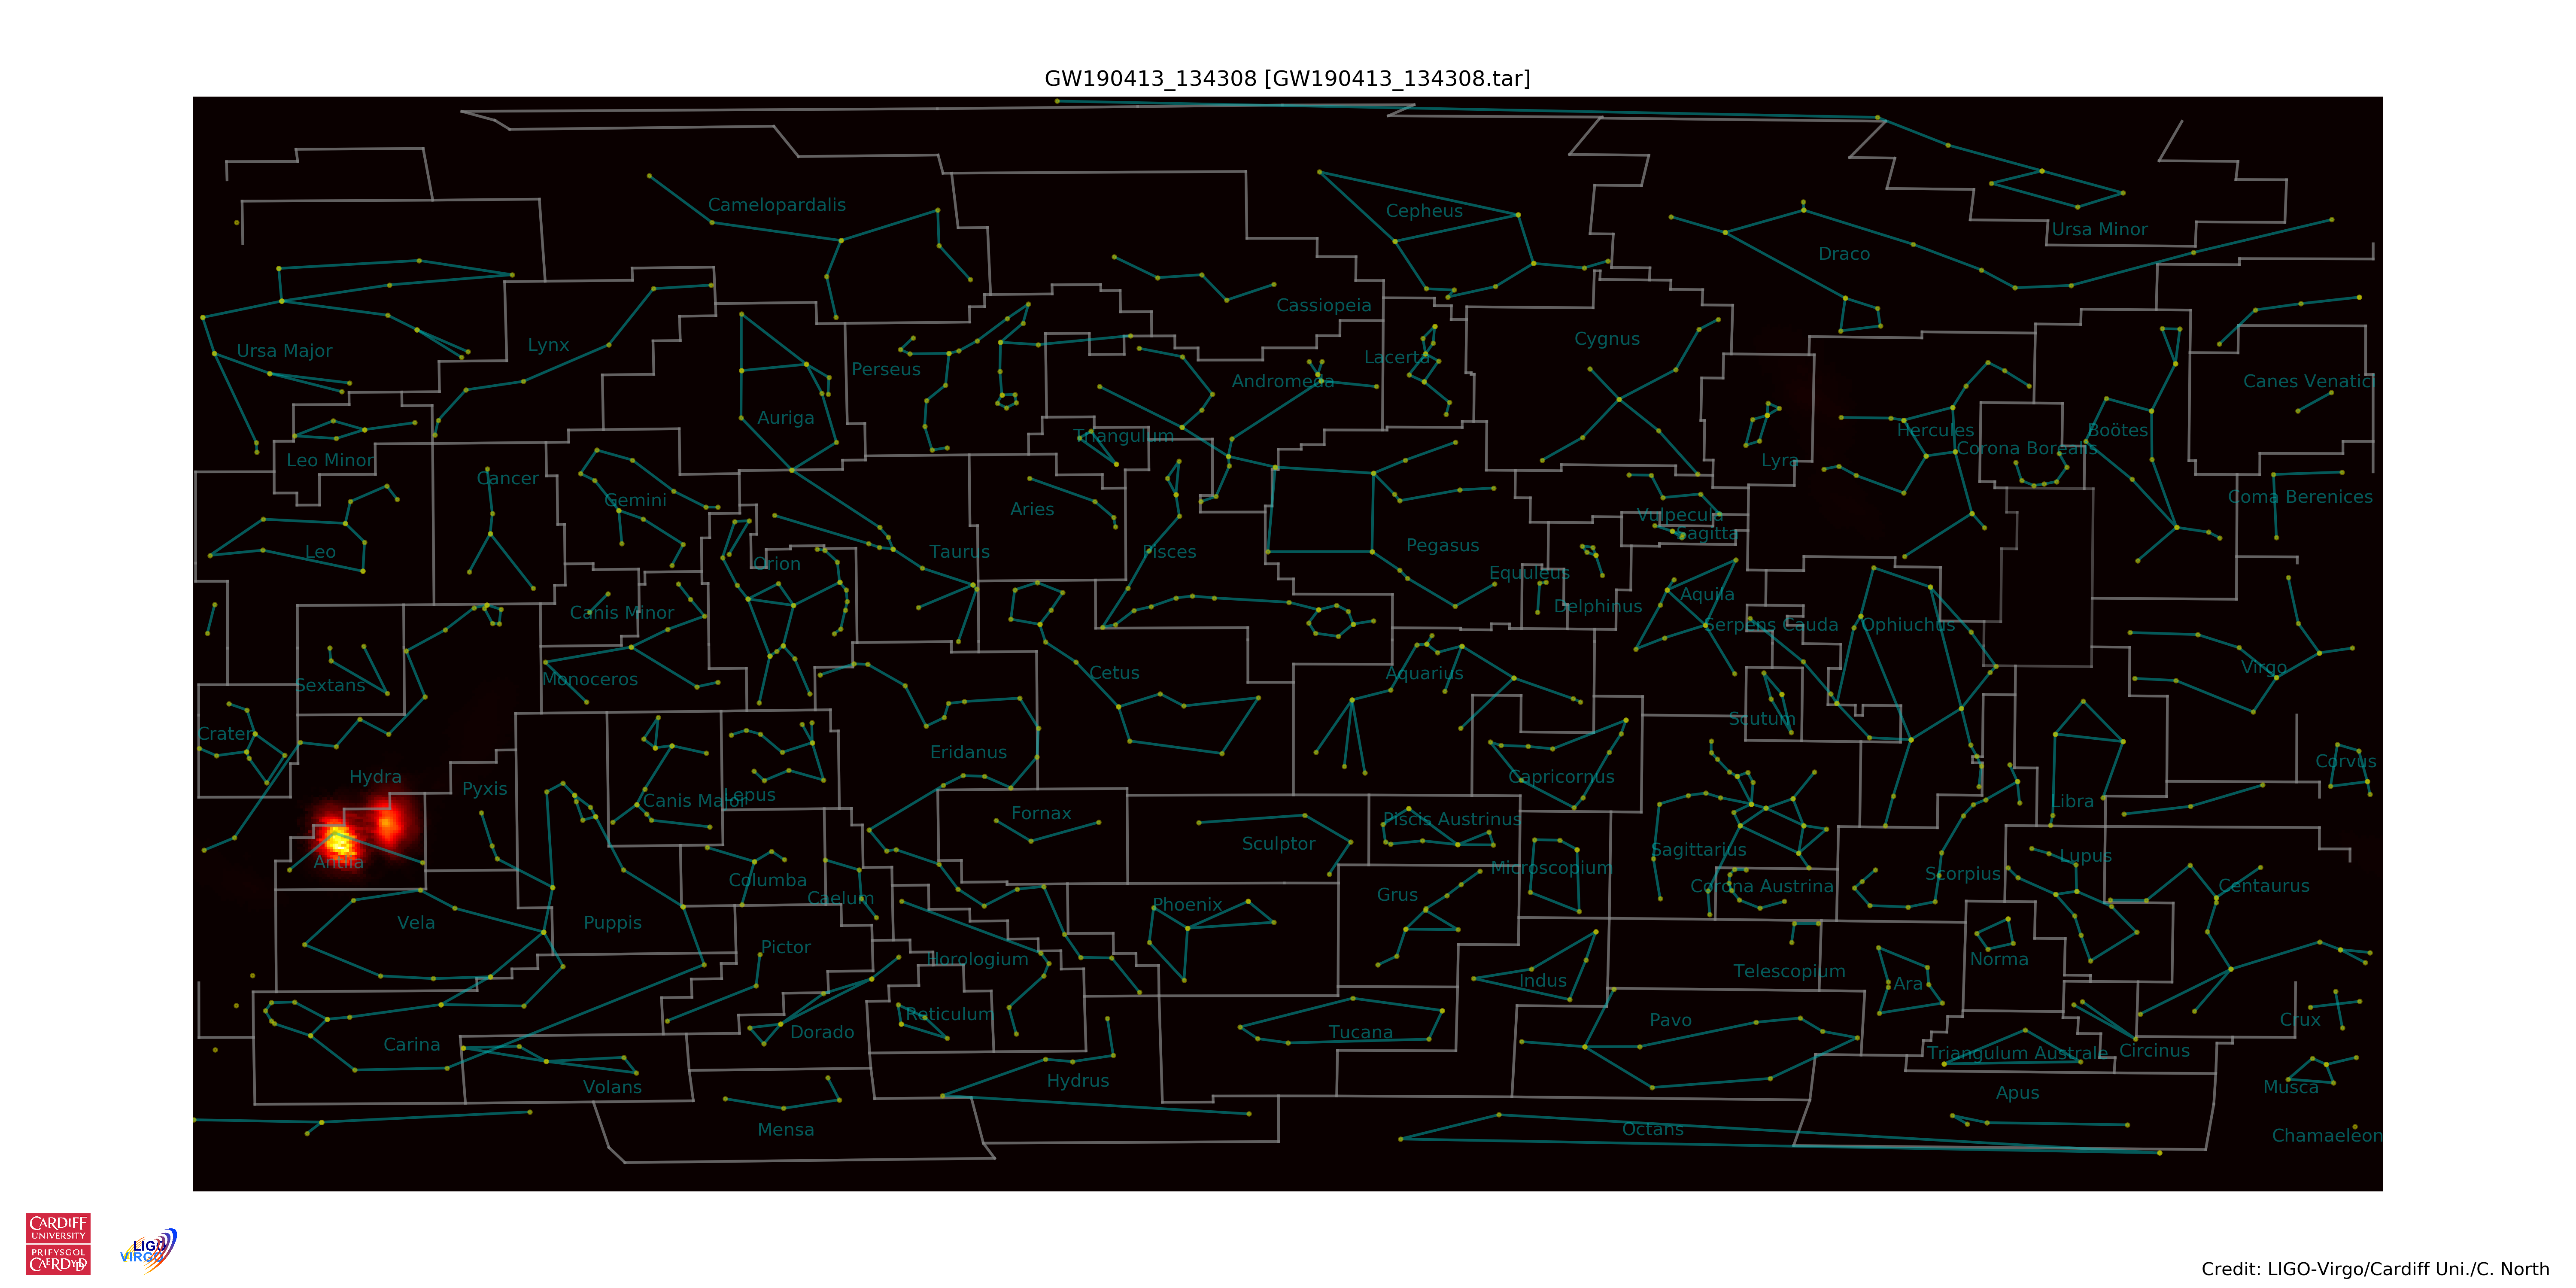 GW190413_134308 [GW190413_134308.tar]
Camelopardalis
Cepheus
Ursa Minor
Draco
Cassiopeia
Cygnus
Lynx
Ursa Major
Lacerta
Perseus
Andromeda
Canes Venatici
Auriga
Hercules
Boötes
Triangulum
Corona Borealis
Leo Minor
Lyra
Cancer
Gemini
Coma Berenices
Aries
Vulpecula
Sagitta
Pegasus
Leo
Taurus
Pisces
Orion
Equuleus
Aquila
Delphinus
Canis Minor
Serpens Cauda
Ophiuchus
Virgo
Cetus
Aquarius
Monoceros
Sextans
Scutum
Crater
Eridanus
Corvus
Hydra
Capricornus
Pyxis
Lepus
Canis Major
Libra
Fornax
Piscis Austrinus
Sculptor
Sagittarius
Lupus
Antlia
Microscopium
Scorpius
Columba
Corona Austrina
Centaurus
Grus
Caelum
Phoenix
Vela
Puppis
Pictor
Horologium
Norma
Telescopium
Indus
Ara
Reticulum
Pavo
Crux
Dorado
Tucana
Carina
Circinus
Triangulum Australe
Hydrus
Volans
Musca
Apus
Mensa
Octans
Chamaeleon
CARDIFF
UNIVERSITY
PRIFYSGOL
CAERDYDD
LIGO
VIRGO
Credit: LIGO-Virgo/Cardiff Uni./C. North